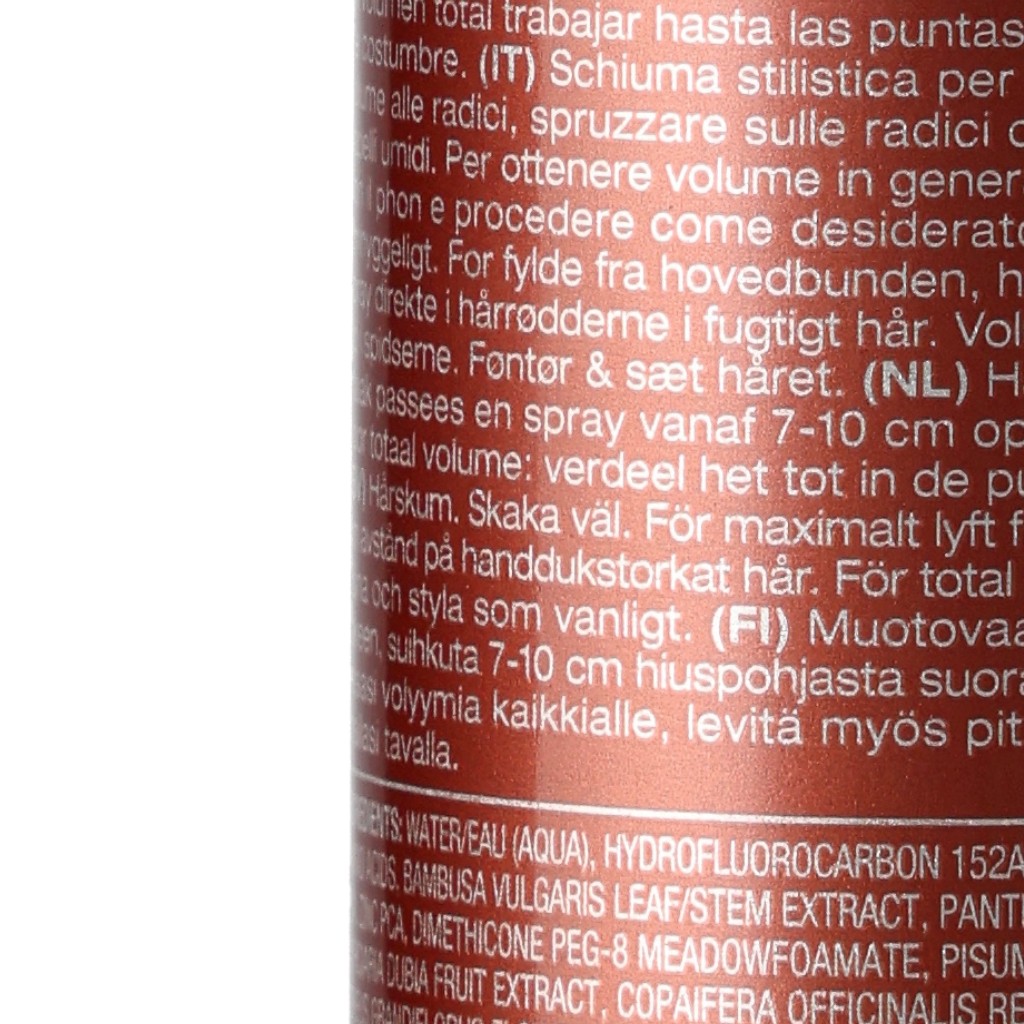 total trabajar hasta las puntas
costumbre. (IT) Schiuma stilistica per
alle radici, spruzzare sulle radici
umidi. Per ottenere volume in gener
phon e procedere come desiderato
For fylde fra hovedbunden, h
direkte i hårrødderne i fugtigt hår. Vol
spidserne. Føntør & sæt håret. (NL) H
passees en spray vanaf 7-10 cm op
totaal volume: verdeel het tot in de pu
Hårskum. Skaka väl. För maximalt lyft f
avstånd på handdukstorkat hår. För total
och styla som vanligt. (FI) Muotovaa
suihkuta 7-10 cm hiuspohjasta suora
volyymia kaikkialle, levitä myös pit
tavalla.
WATER/EAU (AQUA), HYDROFLUOROCARBON 152A
BAMBUSA VULGARIS LEAF/STEM EXTRACT, PANT
PCA, DIMETHICONE PEG-8 MEADOWFOAMATE, PISUM
DUBIA FRUIT EXTRACT, COPAIFERA OFFICINALIS RE